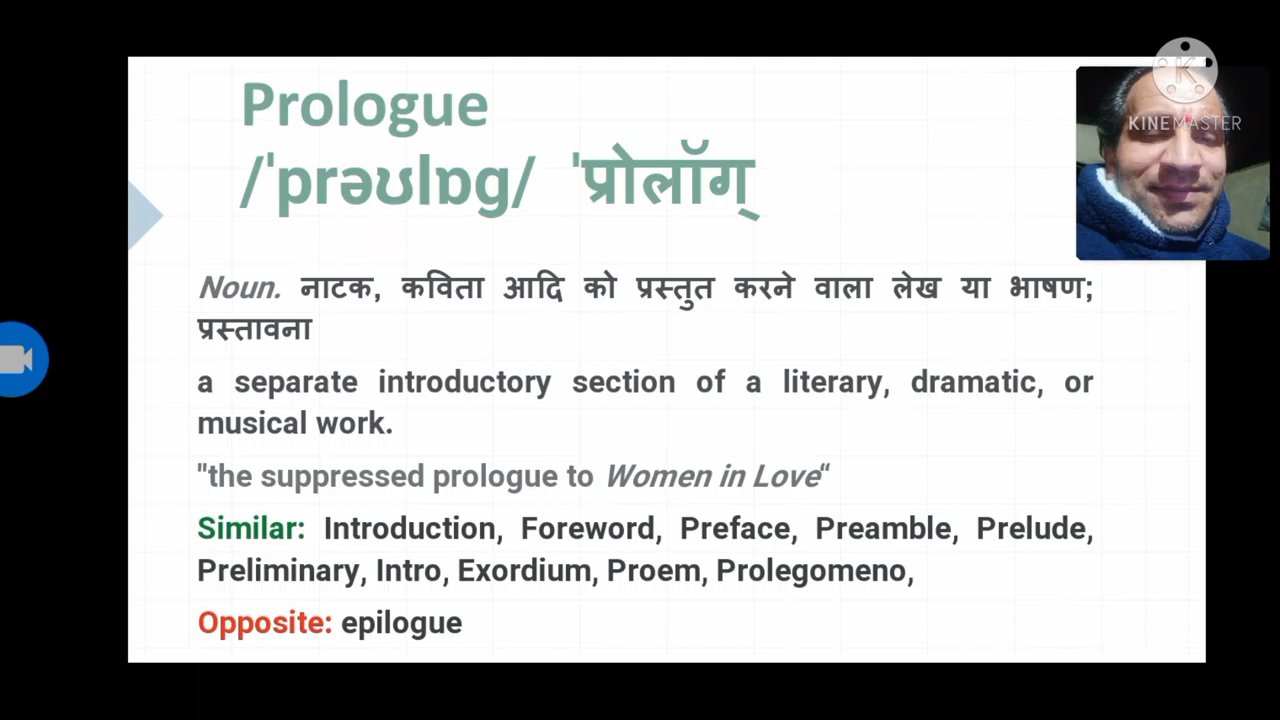 Prologue
/ˈprəʊlɒɡ/ ˈप्रोलॉग्
Noun. नाटक, कविता आदि को प्रस्तुत करने वाला लेख या भाषण;
प्रस्तावना
a separate introductory section of a literary, dramatic, or
musical work.
"the suppressed prologue to Women in Love“
Similar: Introduction, Foreword, Preface, Preamble, Prelude,
Preliminary, Intro, Exordium, Proem, Prolegomeno,
Opposite: epilogue
K
KINEMASTER